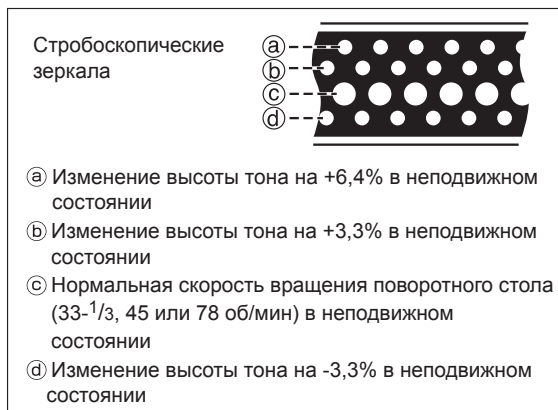 Стробоскопические
зеркала
ⓐ
ⓑ
ⓒ
ⓓ
ⓐ Изменение высоты тона на +6,4% в неподвижном
состоянии
ⓑ Изменение высоты тона на +3,3% в неподвижном
состоянии
ⓒ Нормальная скорость вращения поворотного стола
(33-1/3, 45 или 78 об/мин) в неподвижном
состоянии
ⓓ Изменение высоты тона на -3,3% в неподвижном
состоянии